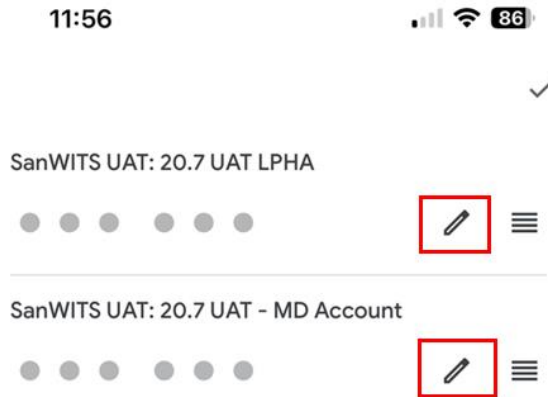 11:56
86
SanWITS UAT: 20.7 UAT LPHA
SanWITS UAT: 20.7 UAT - MD Account